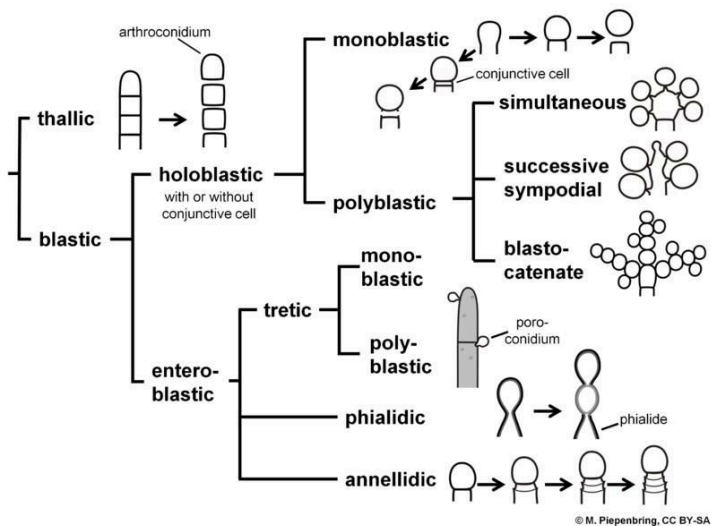 arthroconidium
monoblastic
conjunctive cell
thallic
simultaneous
holoblastic
with or without
conjunctive cell
successive
sympodial
polyblastic
blastic
blasto-
catenate
mono-
blastic
tretic
poro-
conidium
poly-
blastic
entero-
blastic
phialidic
phialide
annellidic
© M. Piepenbring, CC BY-SA